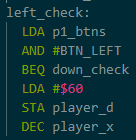 left_check:
LDA p1_btns
AND #BTN_LEFT
BEQ down_check
LDA #$60
STA player_d
DEC player_x